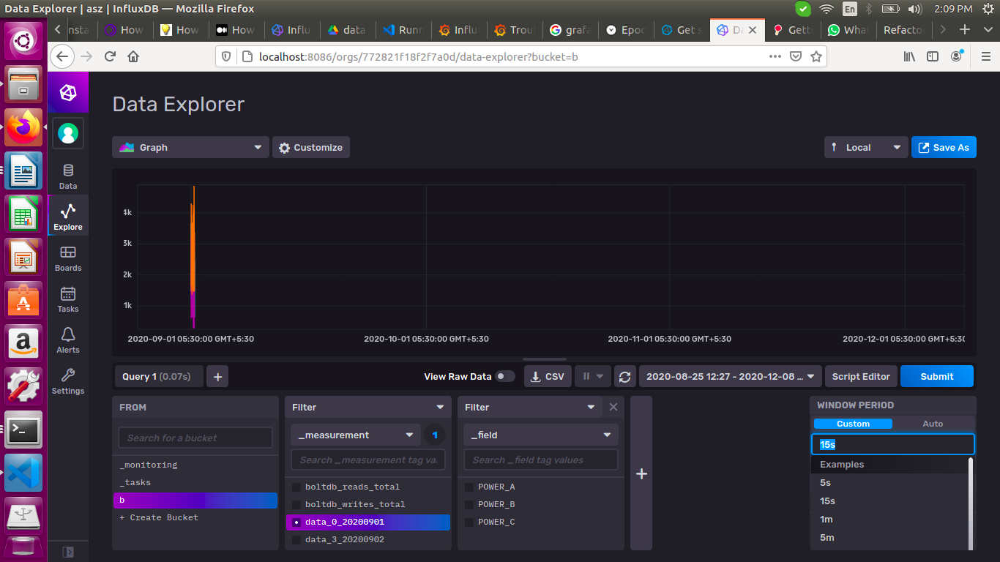 Data Explorer | asz | InfluxDB — Mozilla Firefox
En
2:09 PM
nsta
How
How
How
Influ
data
Runn
Influ
Trou
grafa
Epoc
Get s
Da
Getti
What
Refacto
localhost:8086/orgs/772821f18f2f7a0d/data-explorer?bucket=b
Data Explorer
Graph
Customize
Local
Save As
Data
Explore
Boards
Tasks
Alerts
Settings
4k
3k
2k
1k
2020-09-01 05:30:00 GMT+5:30
2020-10-01 05:30:00 GMT+5:30
2020-11-01 05:30:00 GMT+5:30
2020-12-01 05:30:00 GMT+5:30
Query 1 (0.07s)
+
View Raw Data
CSV
2020-08-25 12:27 - 2020-12-08 ...
Script Editor
Submit
FROM
Search for a bucket
_monitoring
_tasks
b
+ Create Bucket
Filter
_measurement
1
Search _measurement tag va
boltdb_reads_total
boltdb_writes_total
data_0_20200901
data_3_20200902
Filter
_field
Search _field tag values
POWER_A
POWER_B
POWER_C
+
WINDOW PERIOD
Custom
Auto
15s
Examples
5s
15s
1m
5m